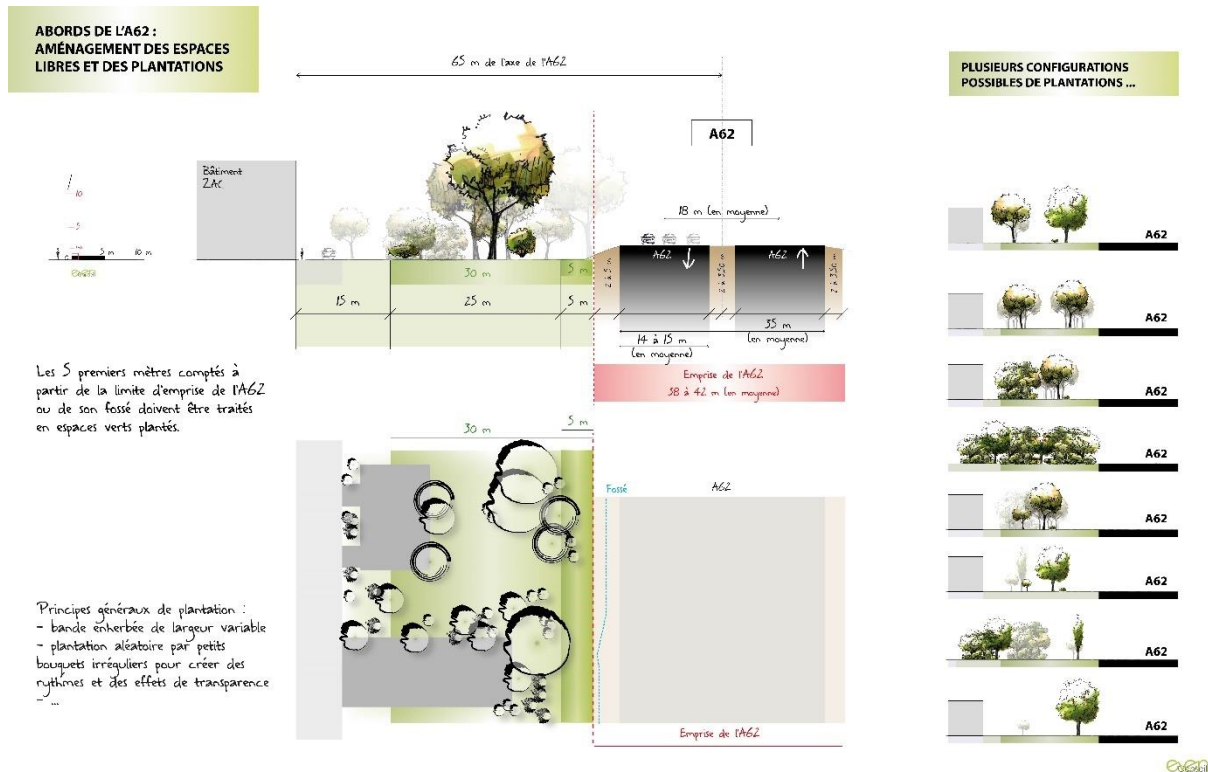 ABORDS DE L'A62 :
AMÉNAGEMENT DES ESPACES
LIBRES ET DES PLANTATIONS
65 m de l'axe de l'A62
A62
Bâtiment
ZAC
10
5
0
5 m
10 m
18 m (en moyenne)
A62
A62
30 m
5 m
2 à 3,50 m
15 m
25 m
5 m
35 m
(en moyenne)
14 à 15 m
(en moyenne)
Emprise de l'A62
38 à 42 m (en moyenne)
Les 5 premiers mètres comptés à
partir de la limite d'emprise de l'A62
ou de son fossé doivent être traités
en espaces verts plantés.
30 m
5 m
Fossé
A62
Emprise de l'A62
Principes généraux de plantation :
- bande enherbée de largeur variable
- plantation aléatoire par petits
bouquets irréguliers pour créer des
rythmes et des effets de transparence
- ...
PLUSIEURS CONFIGURATIONS
POSSIBLES DE PLANTATIONS ...
A62
A62
A62
A62
A62
A62
A62
A62